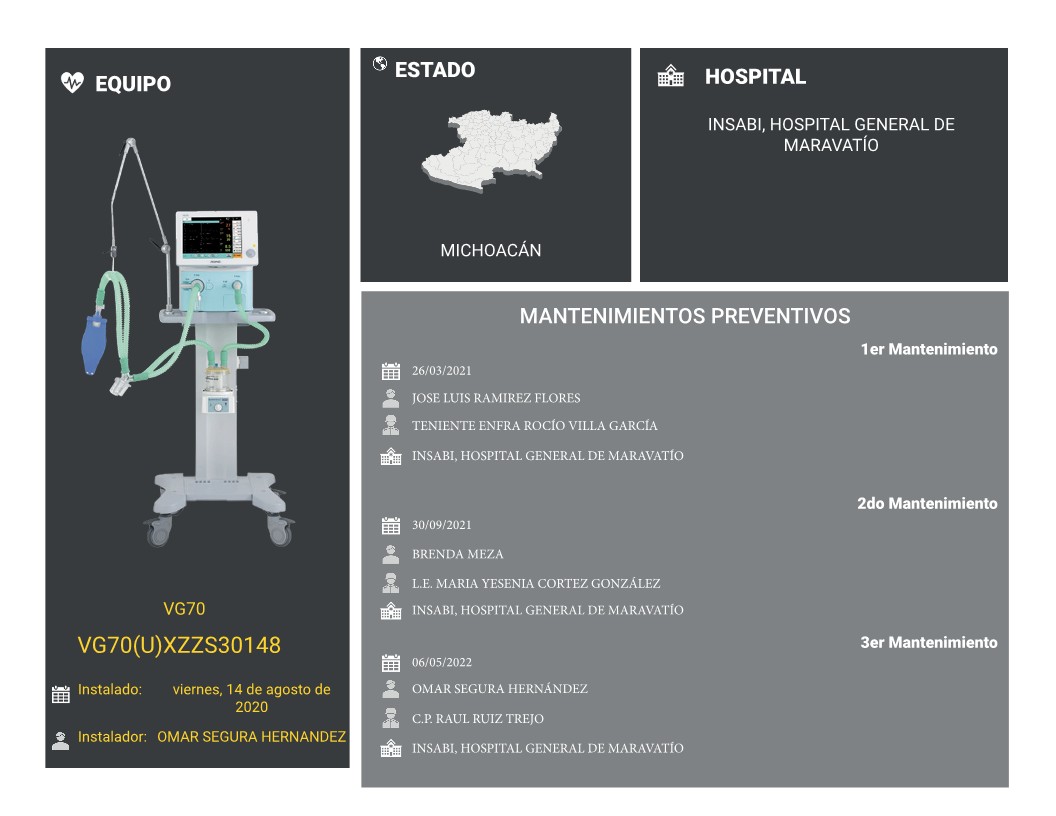 EQUIPO
VG70
VG70(U)XZZS30148
Instalado: viernes, 14 de agosto de
2020
Instalador: OMAR SEGURA HERNANDEZ
ESTADO
MICHOACÁN
HOSPITAL
INSABI, HOSPITAL GENERAL DE
MARAVATÍO
MANTENIMIENTOS PREVENTIVOS
1er Mantenimiento
26/03/2021
JOSE LUIS RAMIREZ FLORES
TENIENTE ENFRA ROCÍO VILLA GARCÍA
INSABI, HOSPITAL GENERAL DE MARAVATÍO
2do Mantenimiento
30/09/2021
BRENDA MEZA
L.E. MARIA YESENIA CORTEZ GONZÁLEZ
INSABI, HOSPITAL GENERAL DE MARAVATÍO
3er Mantenimiento
06/05/2022
OMAR SEGURA HERNÁNDEZ
C.P. RAUL RUIZ TREJO
INSABI, HOSPITAL GENERAL DE MARAVATÍO